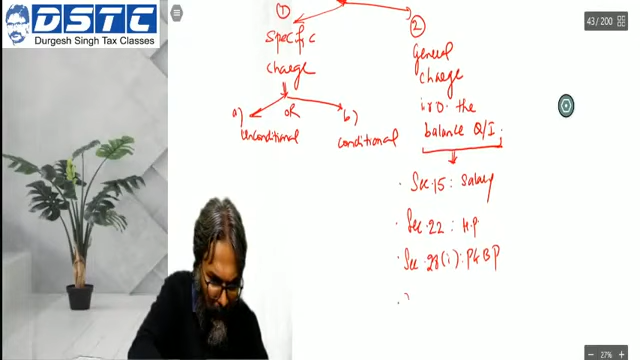 DSTC
Durgesh Singh Tax Classes
43 / 200
①
Specific
charge
a)
or
b)
unconditional
conditional
②
General
charge
iro. the
balance Q/I;
· Sec. 15 : Salary
· Sec. 22 : H.P
· Sec. 28(i) : PGBP
27%